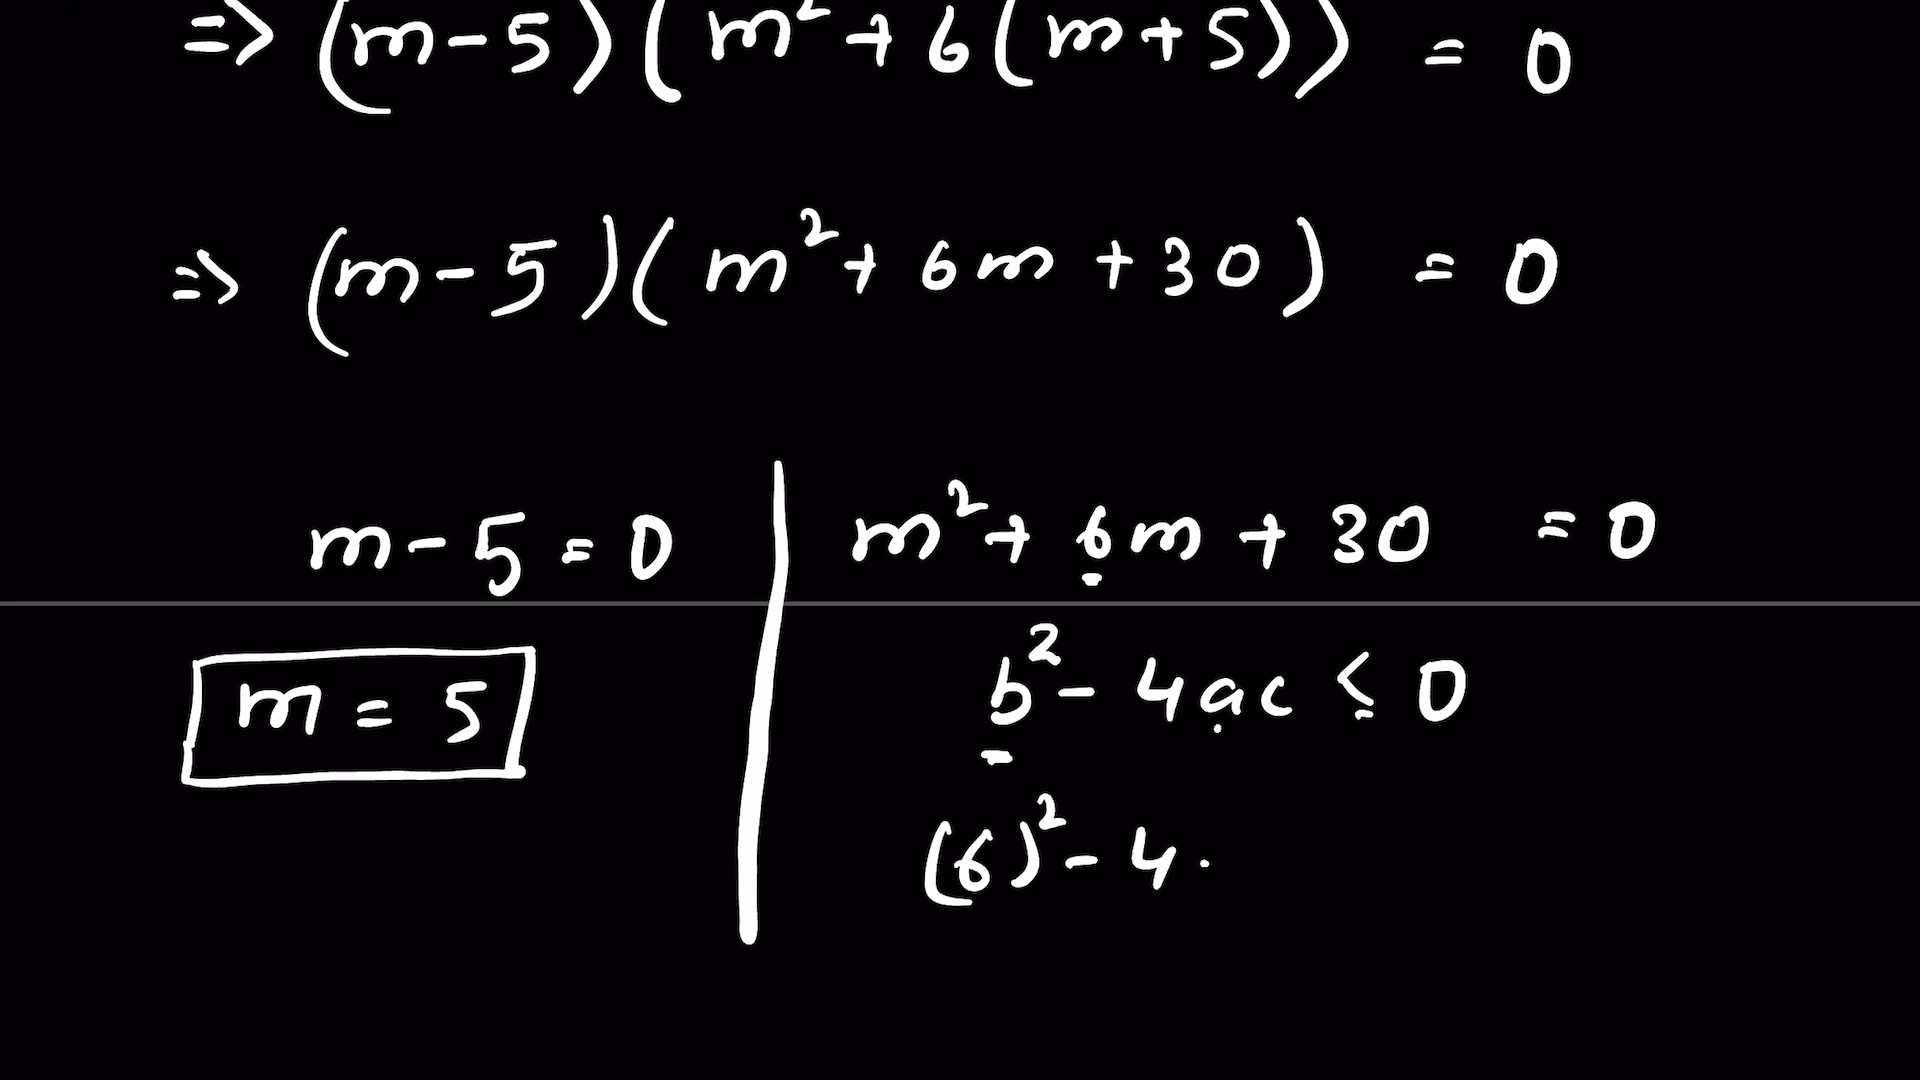 => (m-5)(m²+6(m+5)) = 0
=> (m-5)(m²+6m+30) = 0
m-5=0
m=5
m²+6m+30 =0
b²-4ac ≤ 0
(6)²-4.